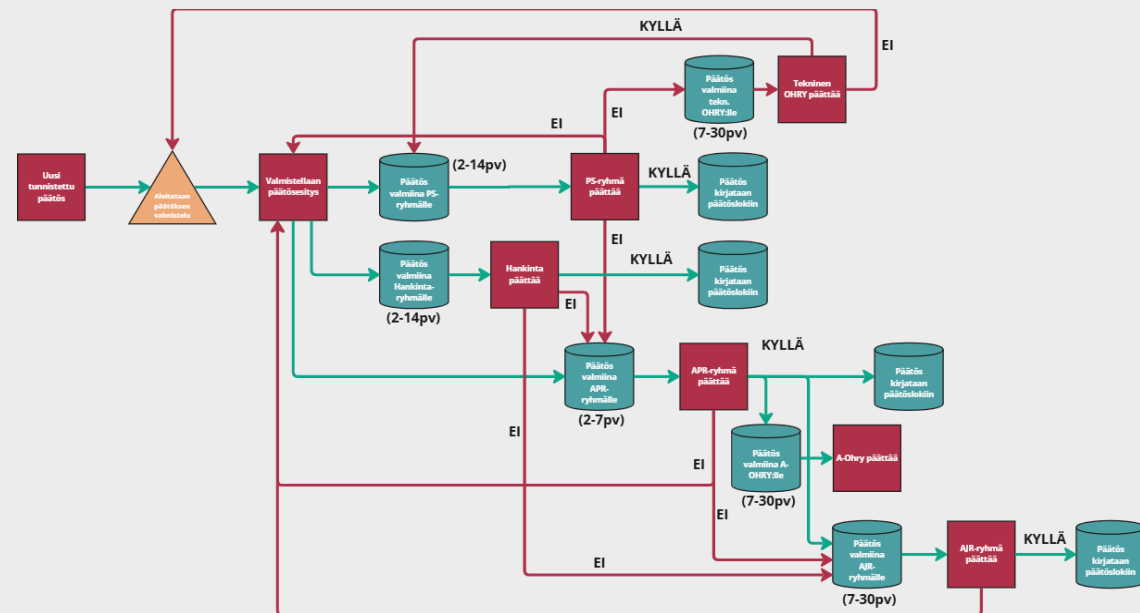 KYLLÄ
EI
Päätös
valmiina
tekn.
OHRY:lle
(7-30pv)
Tekninen
OHRY päättää
EI
EI
Uusi
tunnistettu
päätös
Aloitetaan
päätöksen
valmistelu
Valmistellaan
päätösesitys
Päätös
valmiina PS-
ryhmälle
(2-14pv)
PS-ryhmä
päättää
KYLLÄ
Päätös
kirjataan
päätöslokiin
EI
Päätös
valmiina
Hankinta-
ryhmälle
(2-14pv)
Hankinta
päättää
KYLLÄ
Päätös
kirjataan
päätöslokiin
EI
Päätös
valmiina
APR-
ryhmälle
(2-7pv)
APR-ryhmä
päättää
KYLLÄ
Päätös
kirjataan
päätöslokiin
EI
EI
Päätös
valmiina A-
OHRY:lle
(7-30pv)
A-Ohry päättää
EI
EI
Päätös
valmiina
AJR-
ryhmälle
(7-30pv)
AJR-ryhmä
päättää
KYLLÄ
Päätös
kirjataan
päätöslokiin